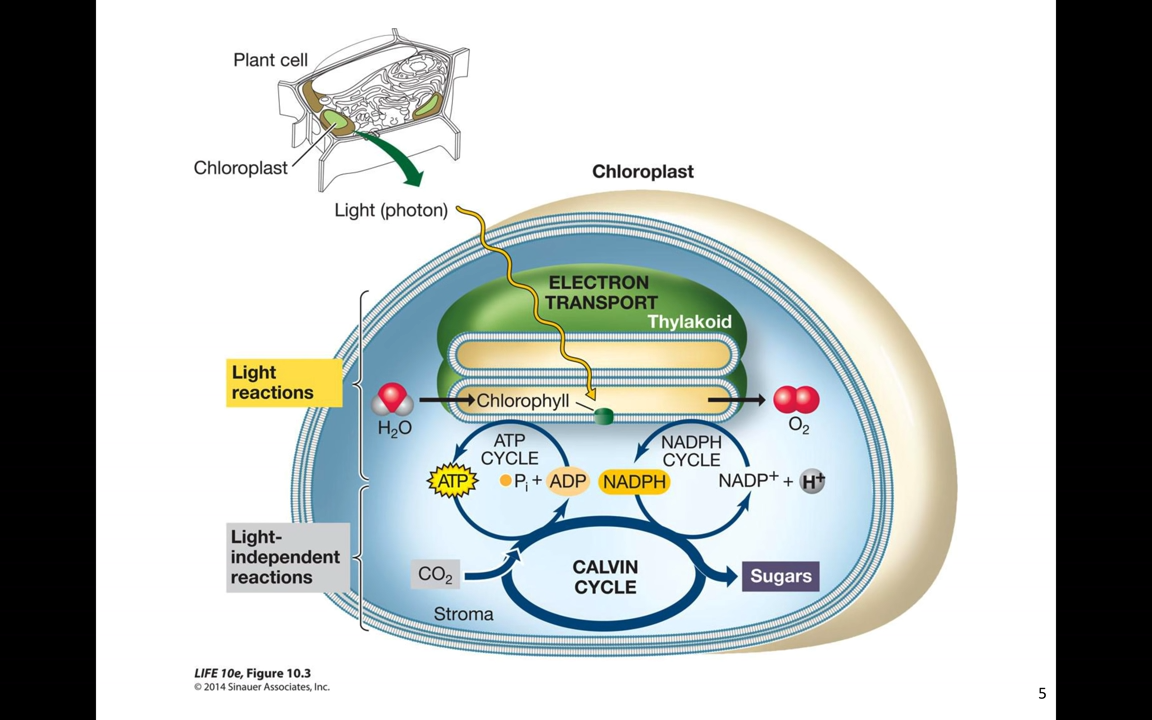 Plant cell
Chloroplast
Chloroplast
Light (photon)
ELECTRON
TRANSPORT
Thylakoid
Light
reactions
Chlorophyll
H₂O
O₂
ATP
CYCLE
NADPH
CYCLE
ATP
Pᵢ + ADP
NADPH
NADP⁺ + H⁺
Light-
independent
reactions
CO₂
CALVIN
CYCLE
Sugars
Stroma
LIFE 10e, Figure 10.3
© 2014 Sinauer Associates, Inc.
5